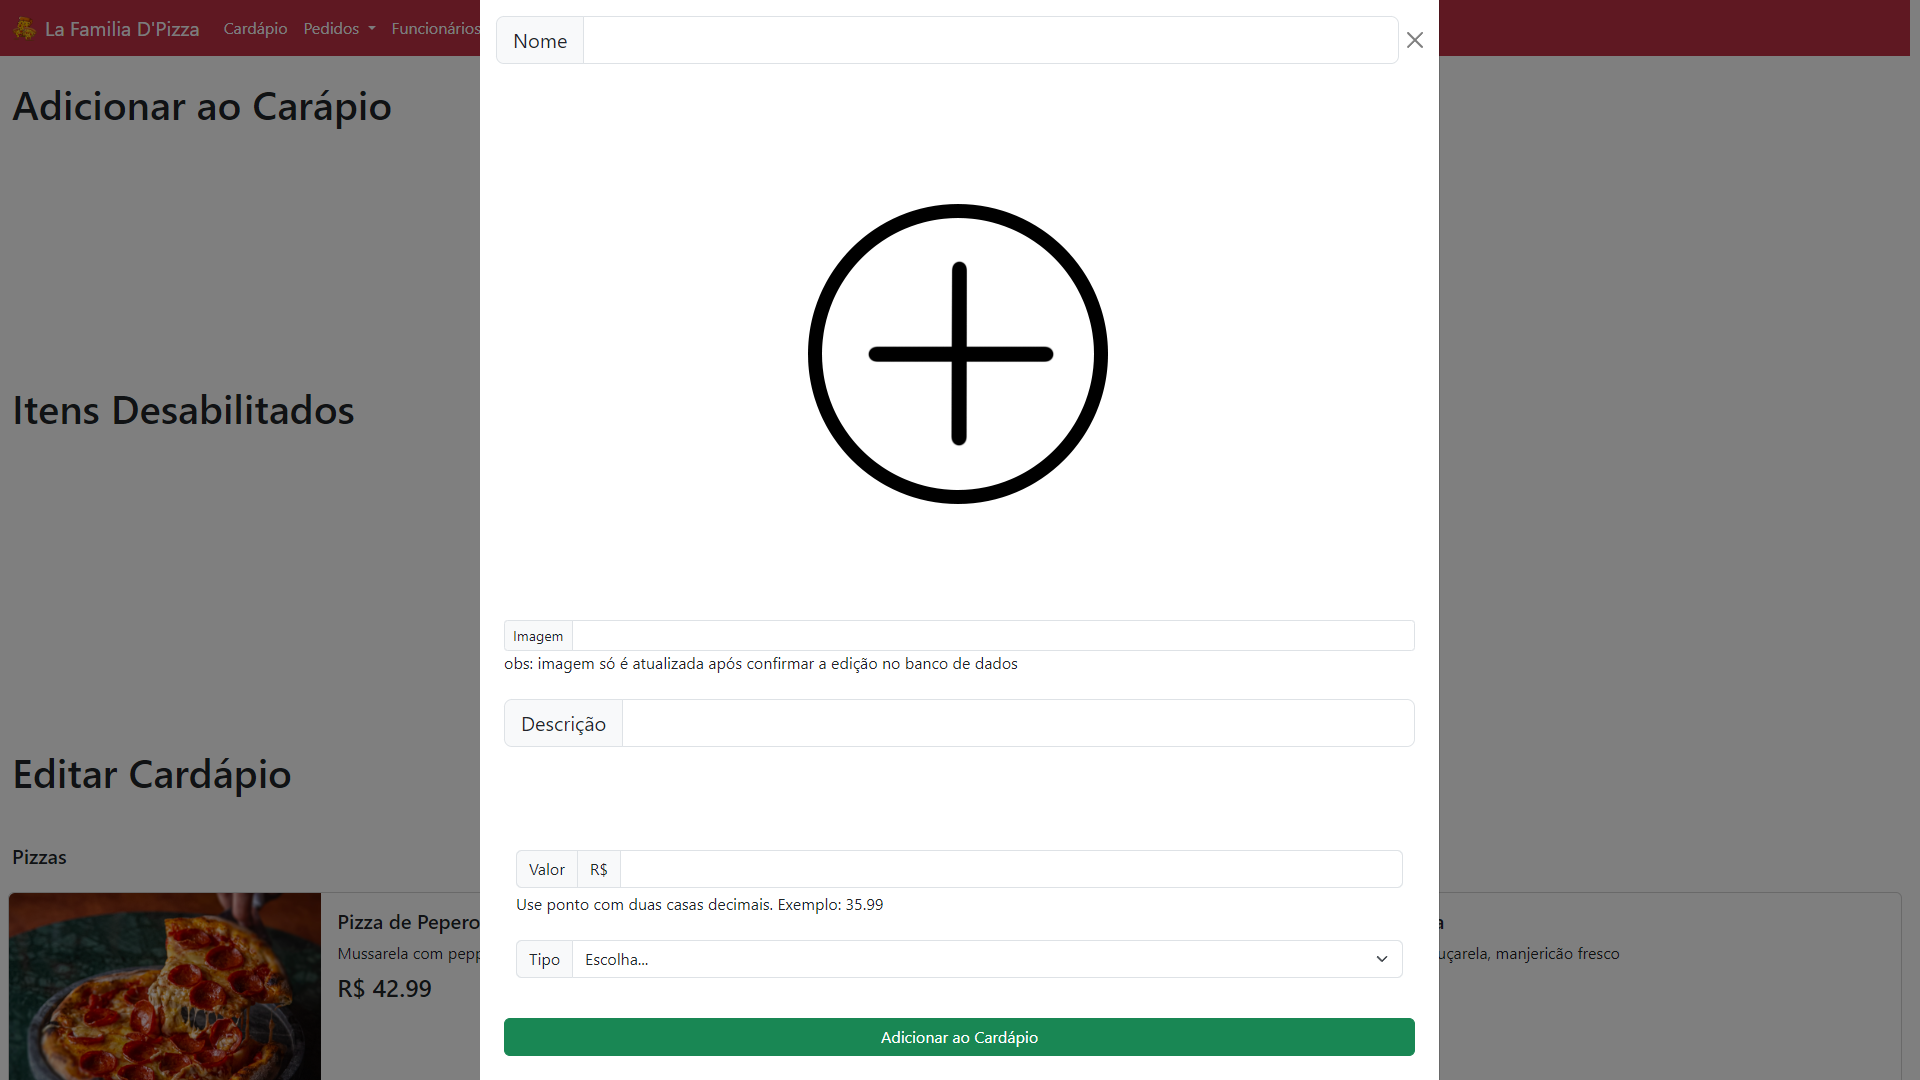 La Familia D'Pizza
Cardápio
Pedidos
Funcionários
Nome
Adicionar ao Carápio
Itens Desabilitados
Imagem
obs: imagem só é atualizada após confirmar a edição no banco de dados
Descrição
Editar Cardápio
Valor R$
Use ponto com duas casas decimais. Exemplo: 35.99
Tipo Escolha...
Adicionar ao Cardápio
Pizzas
Pizza de Pepero
Mussarela com pepp
R$ 42.99
a
uçarela, manjericão fresco